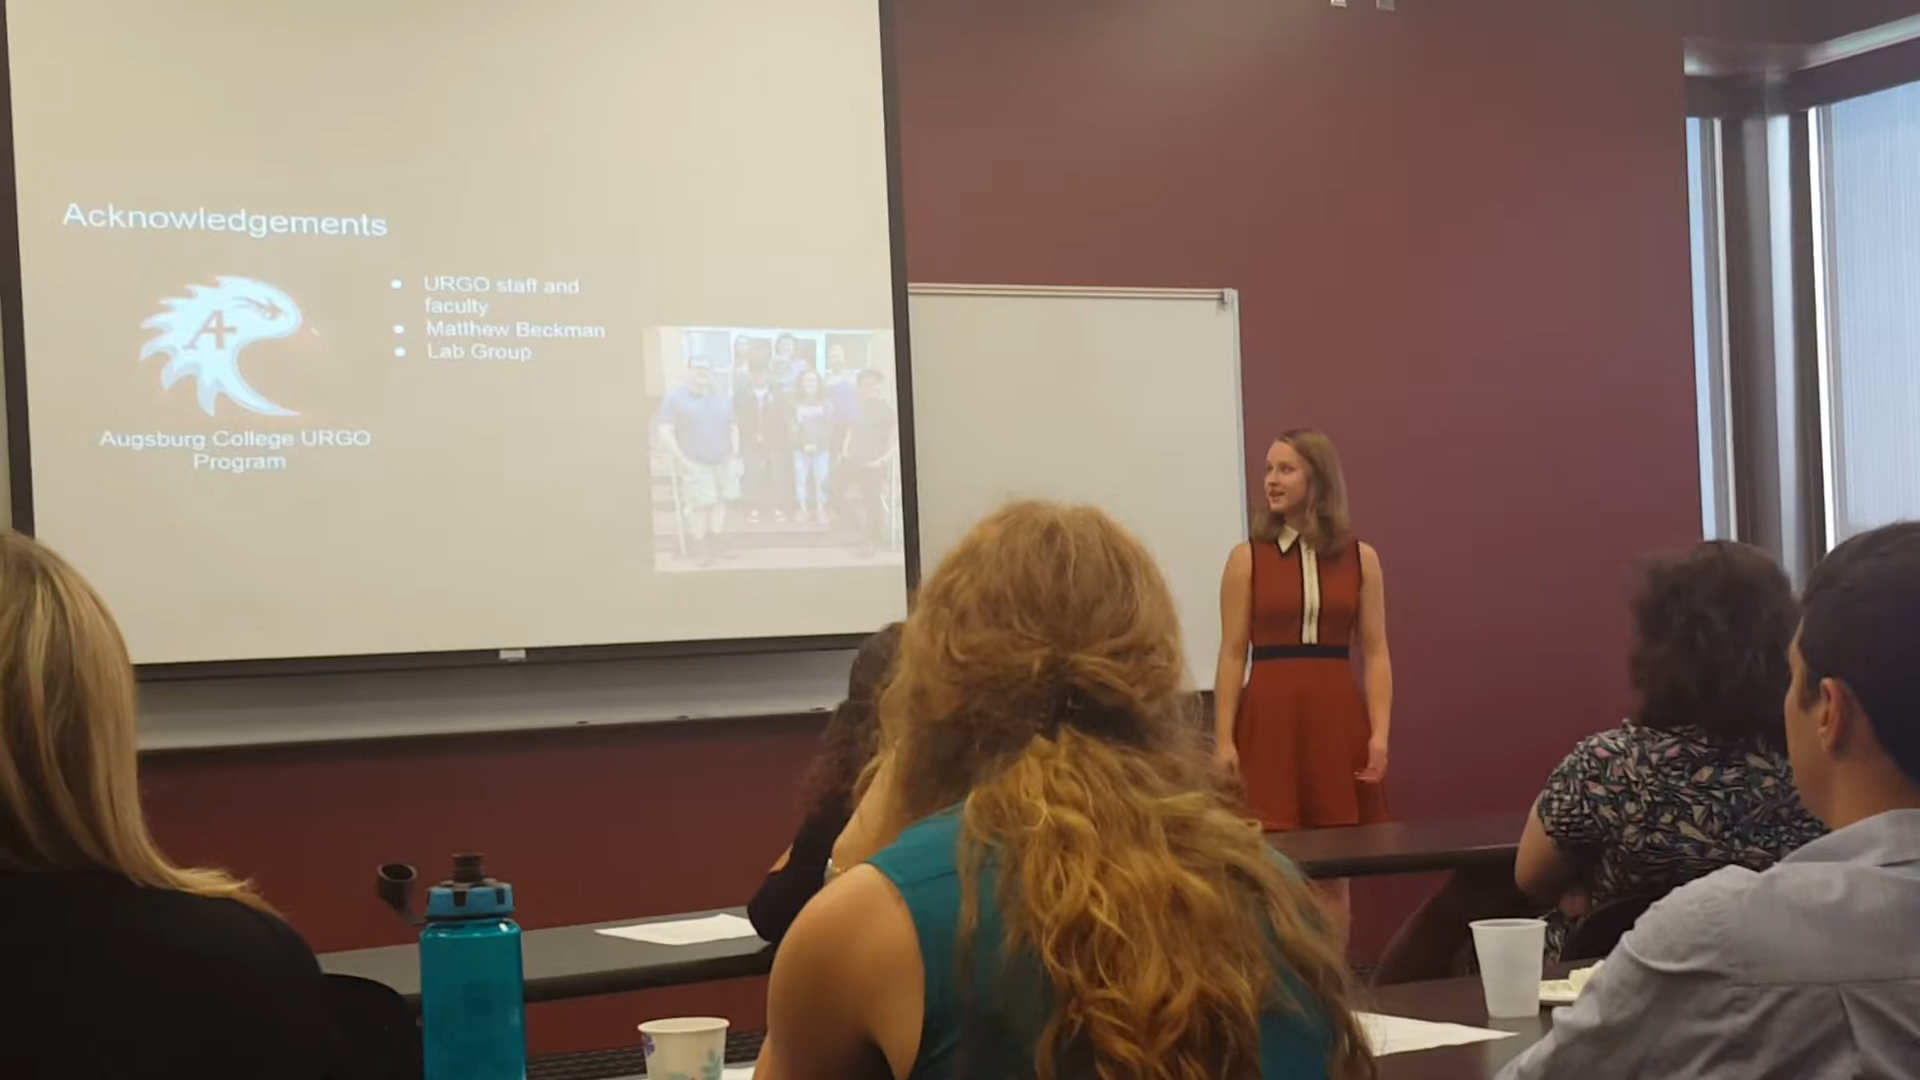 Acknowledgements
A
URGO staff and
faculty
Matthew Beckman
Lab Group
Augsburg College URGO
Program